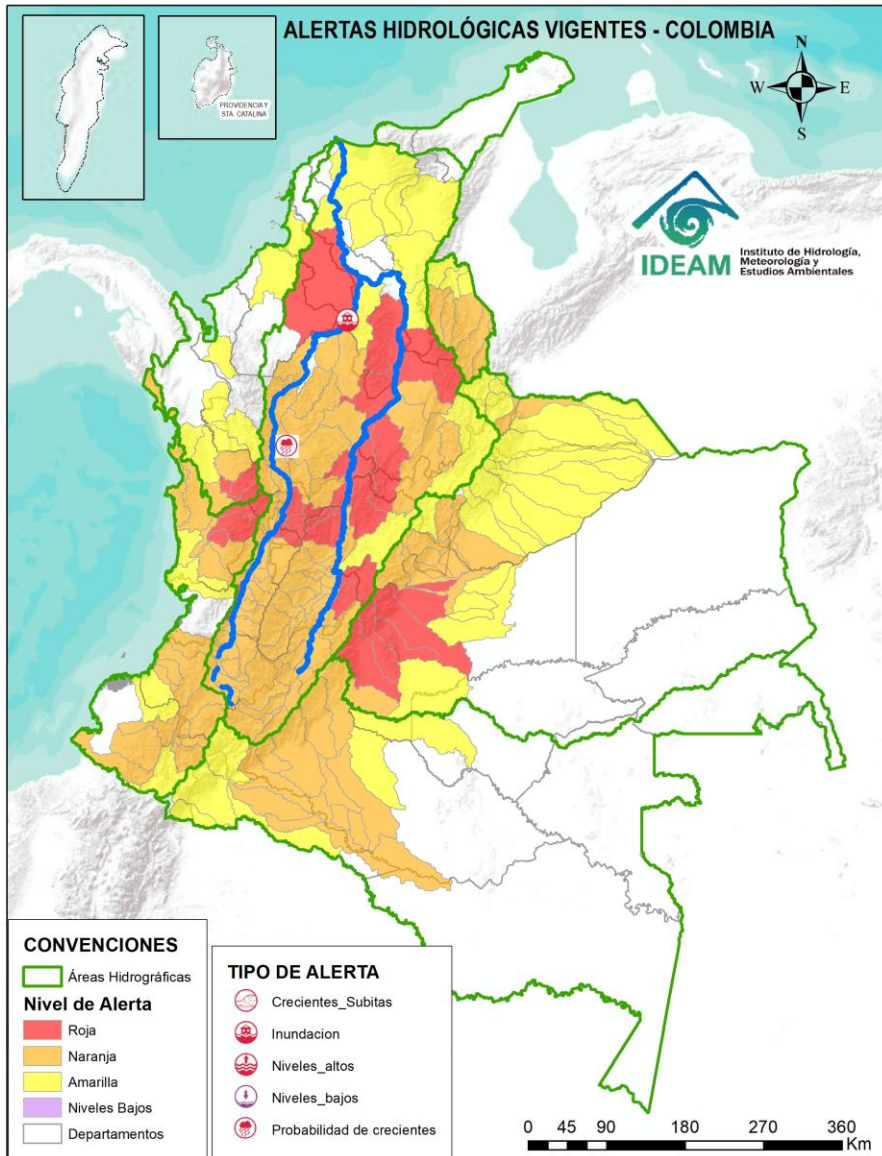 ALERTAS HIDROLÓGICAS VIGENTES - COLOMBIA
PROVIDENCIA Y
STA. CATALINA
N
W
E
S
IDEAM
Instituto de Hidrología,
Meteorología y
Estudios Ambientales
CONVENCIONES
Áreas Hidrográficas
Nivel de Alerta
Roja
Naranja
Amarilla
Niveles Bajos
Departamentos
TIPO DE ALERTA
Crecientes_Subitas
Inundacion
Niveles_altos
Niveles_bajos
Probabilidad de crecientes
0 45 90 180 270 360
Km